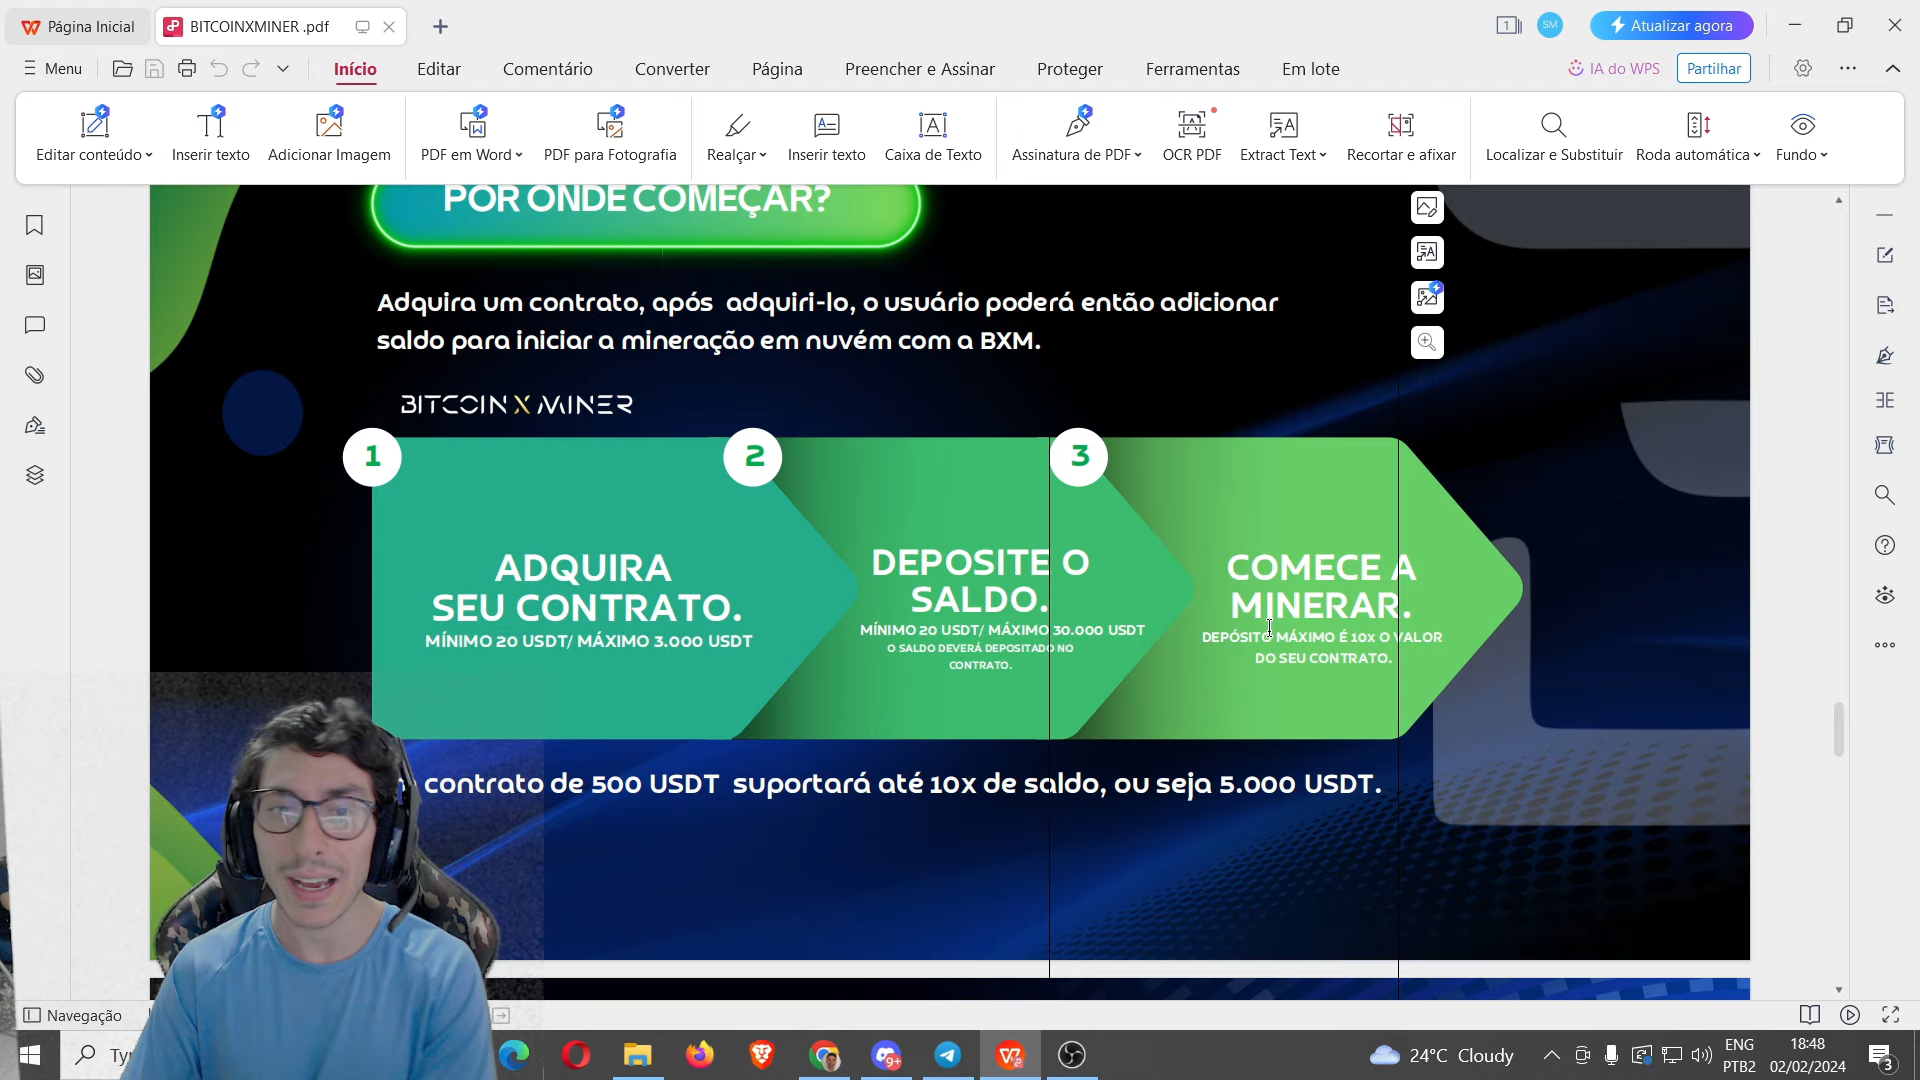 Página Inicial
BITCOINXMINER .pdf
SM
Atualizar agora
Menu
Início
Editar
Comentário
Converter
Página
Preencher e Assinar
Proteger
Ferramentas
Em lote
IA do WPS
Partilhar
Editar conteúdo
Inserir texto
Adicionar Imagem
PDF em Word
PDF para Fotografia
Realçar
Inserir texto
Caixa de Texto
Assinatura de PDF
OCR PDF
Extract Text
Recortar e afixar
Localizar e Substituir
Roda automática
Fundo
POR ONDE COMEÇAR?
Adquira um contrato, após adquiri-lo, o usuário poderá então adicionar
saldo para iniciar a mineração em nuvém com a BXM.
BITCOIN X MINER
1
2
3
ADQUIRA
SEU CONTRATO.
MÍNIMO 20 USDT/ MÁXIMO 3.000 USDT
DEPOSITE O
SALDO.
MÍNIMO 20 USDT/ MÁXIMO 30.000 USDT
O SALDO DEVERÁ DEPOSITADO NO
CONTRATO.
COMECE A
MINERAR.
DEPÓSITO MÁXIMO É 10x O VALOR
DO SEU CONTRATO.
contrato de 500 USDT suportará até 10x de saldo, ou seja 5.000 USDT.
Navegação
24°C Cloudy
ENG
PTB2
18:48
02/02/2024
3
9+